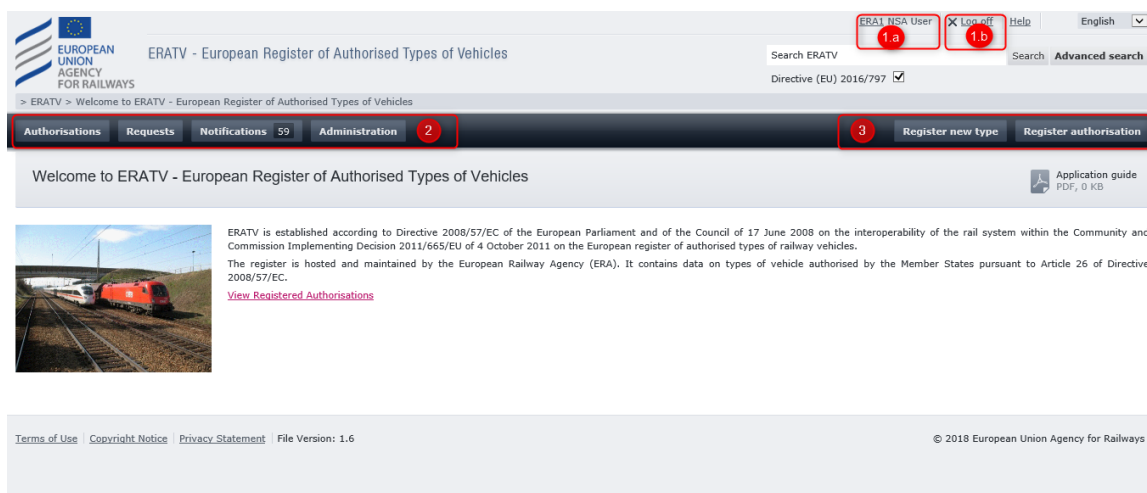 ERA1 NSA User Log off Help English
1.a 1.b
EUROPEAN
UNION
AGENCY
FOR RAILWAYS
ERATV - European Register of Authorised Types of Vehicles
Search ERATV Search Advanced search
Directive (EU) 2016/797
> ERATV > Welcome to ERATV - European Register of Authorised Types of Vehicles
Authorisations Requests Notifications 59 Administration 2 3 Register new type Register authorisation
Welcome to ERATV - European Register of Authorised Types of Vehicles
Application guide
PDF, 0 KB
ERATV is established according to Directive 2008/57/EC of the European Parliament and of the Council of 17 June 2008 on the interoperability of the rail system within the Community and
Commission Implementing Decision 2011/665/EU of 4 October 2011 on the European register of authorised types of railway vehicles.
The register is hosted and maintained by the European Railway Agency (ERA). It contains data on types of vehicle authorised by the Member States pursuant to Article 26 of Directive
2008/57/EC.
View Registered Authorisations
Terms of Use Copyright Notice Privacy Statement File Version: 1.6 © 2018 European Union Agency for Railways